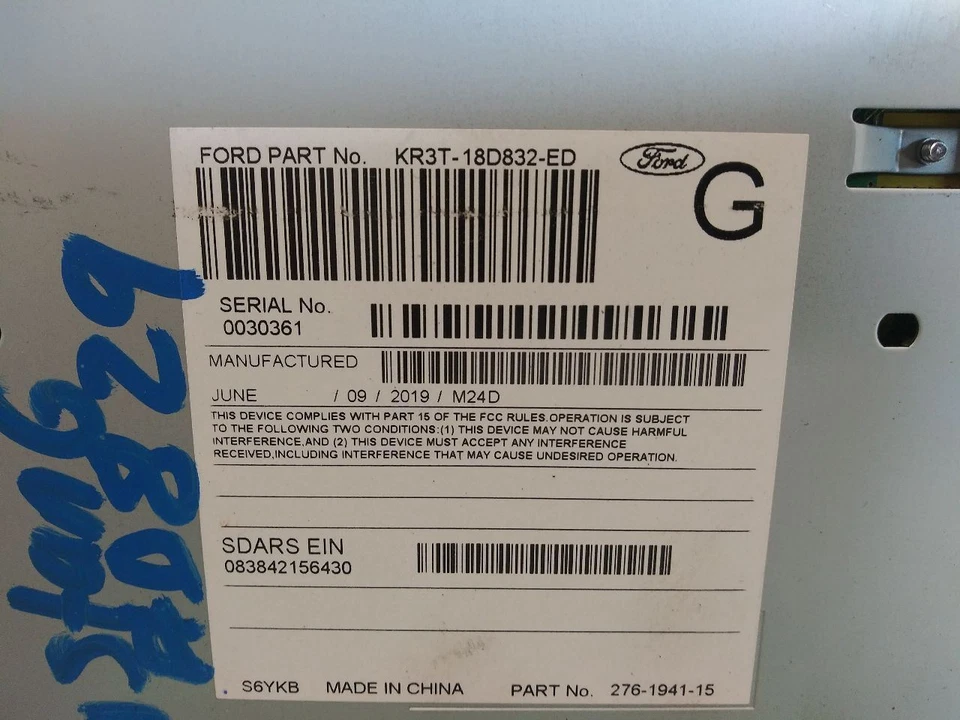 FORD PART No. KR3T-18D832-ED Ford
G
SERIAL No.
0030361
MANUFACTURED
JUNE / 09 / 2019 / M24D
THIS DEVICE COMPLIES WITH PART 15 OF THE FCC RULES.OPERATION IS SUBJECT
TO THE FOLLOWING TWO CONDITIONS:(1) THIS DEVICE MAY NOT CAUSE HARMFUL
INTERFERENCE,AND (2) THIS DEVICE MUST ACCEPT ANY INTERFERENCE
RECEIVED,INCLUDING INTERFERENCE THAT MAY CAUSE UNDESIRED OPERATION.
SDARS EIN
083842156430
S6YKB MADE IN CHINA PART No. 276-1941-15